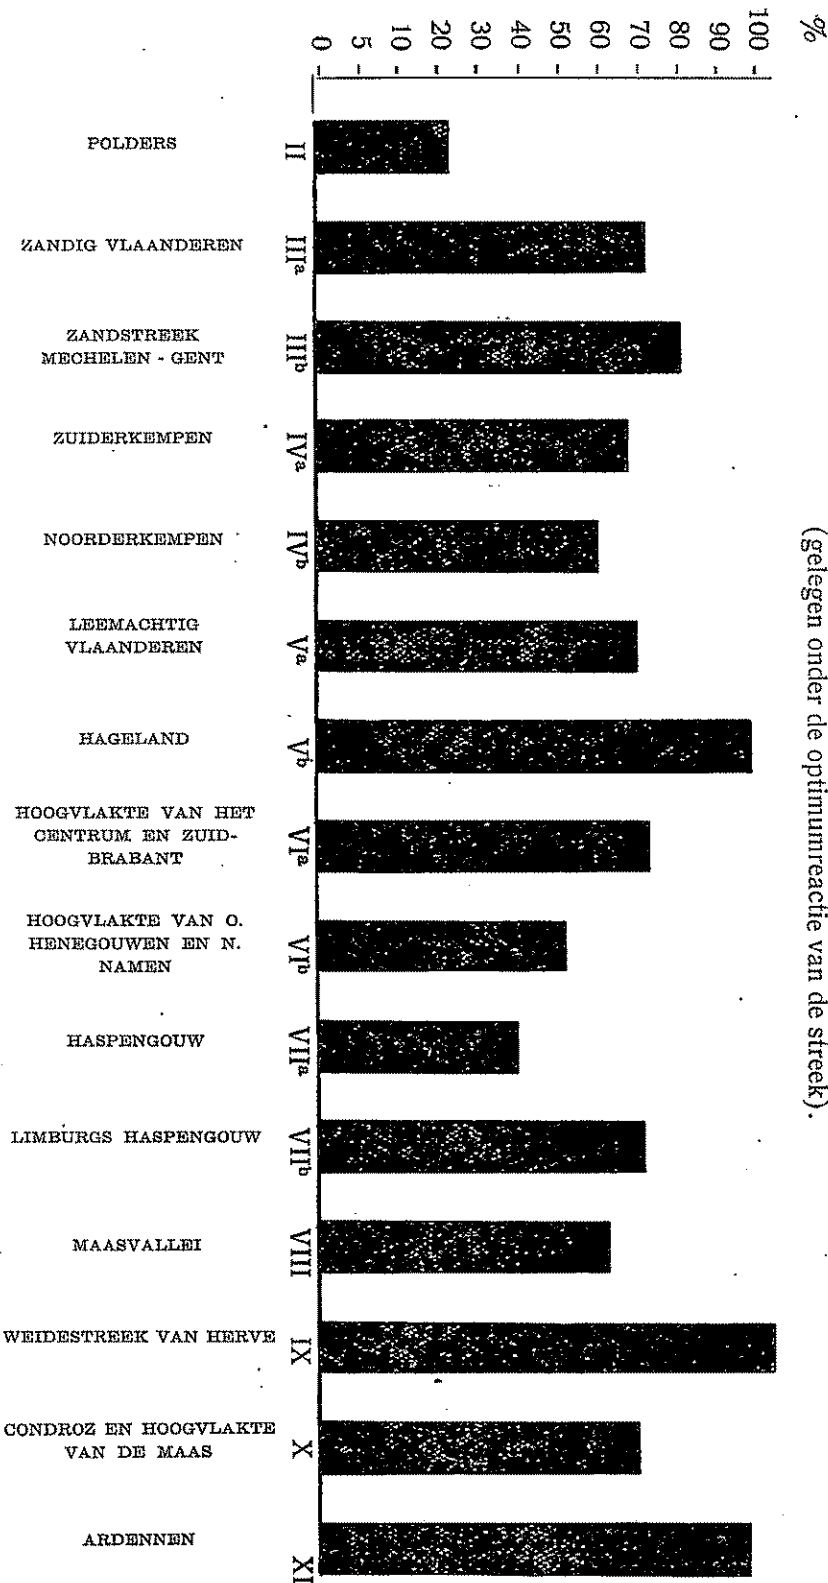 %
(gelegen onder de optimumreactie van de streek).
100
90
80
70
60
50
40
30
20
10
5
0
II
POLDERS
IIIa
ZANDIG VLAANDEREN
IIIb
ZANDSTREEK
MECHELEN - GENT
IVa
ZUIDERKEMPEN
IVb
NOORDERKEMPEN
Va
LEEMACHTIG
VLAANDEREN
Vb
HAGELAND
VIa
HOOGVLAKTE VAN HET
CENTRUM EN ZUID-
BRABANT
VIb
HOOGVLAKTE VAN O.
HENEGOUWEN EN N.
NAMEN
VIIa
HASPENGOUW
VIIb
LIMBURGS HASPENGOUW
VIII
MAASVALLEI
IX
WEIDESTREEK VAN HERVE
X
CONDROZ EN HOOGVLAKTE
VAN DE MAAS
XI
ARDENNEN